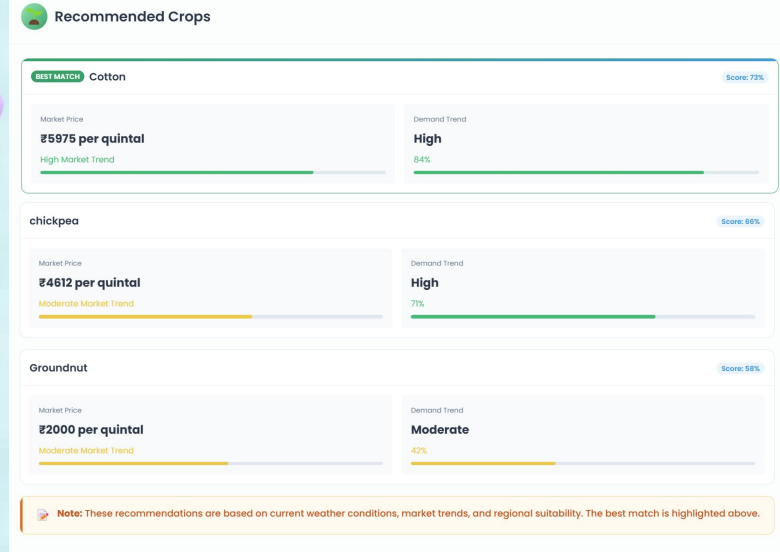 Recommended Crops
BEST MATCH Cotton
Score: 73%
Market Price
₹5975 per quintal
High Market Trend
Demand Trend
High
84%
chickpea
Score: 66%
Market Price
₹4612 per quintal
Moderate Market Trend
Demand Trend
High
71%
Groundnut
Score: 58%
Market Price
₹2000 per quintal
Moderate Market Trend
Demand Trend
Moderate
42%
Note: These recommendations are based on current weather conditions, market trends, and regional suitability. The best match is highlighted above.